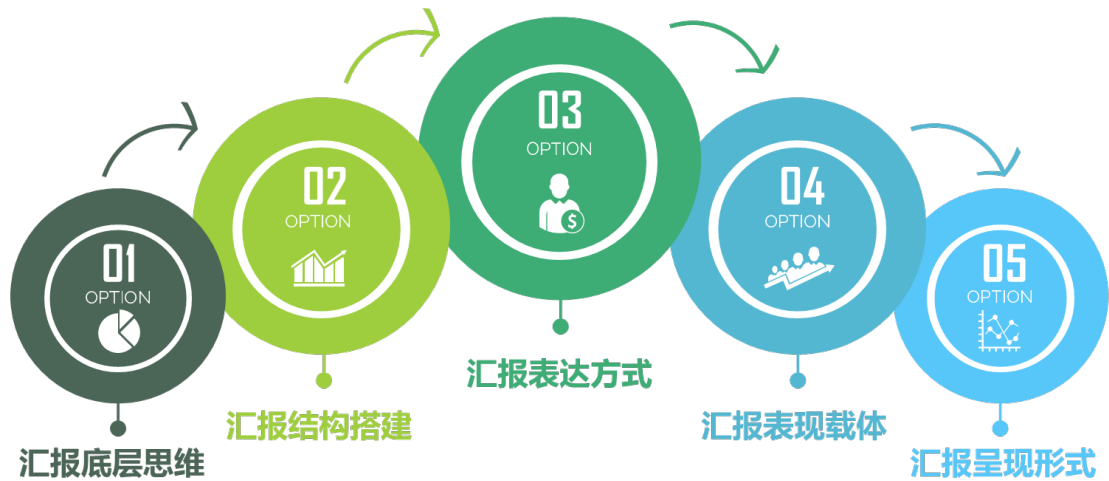 01
OPTION
汇报底层思维
02
OPTION
汇报结构搭建
03
OPTION
$
汇报表达方式
04
OPTION
汇报表现载体
05
OPTION
汇报呈现形式